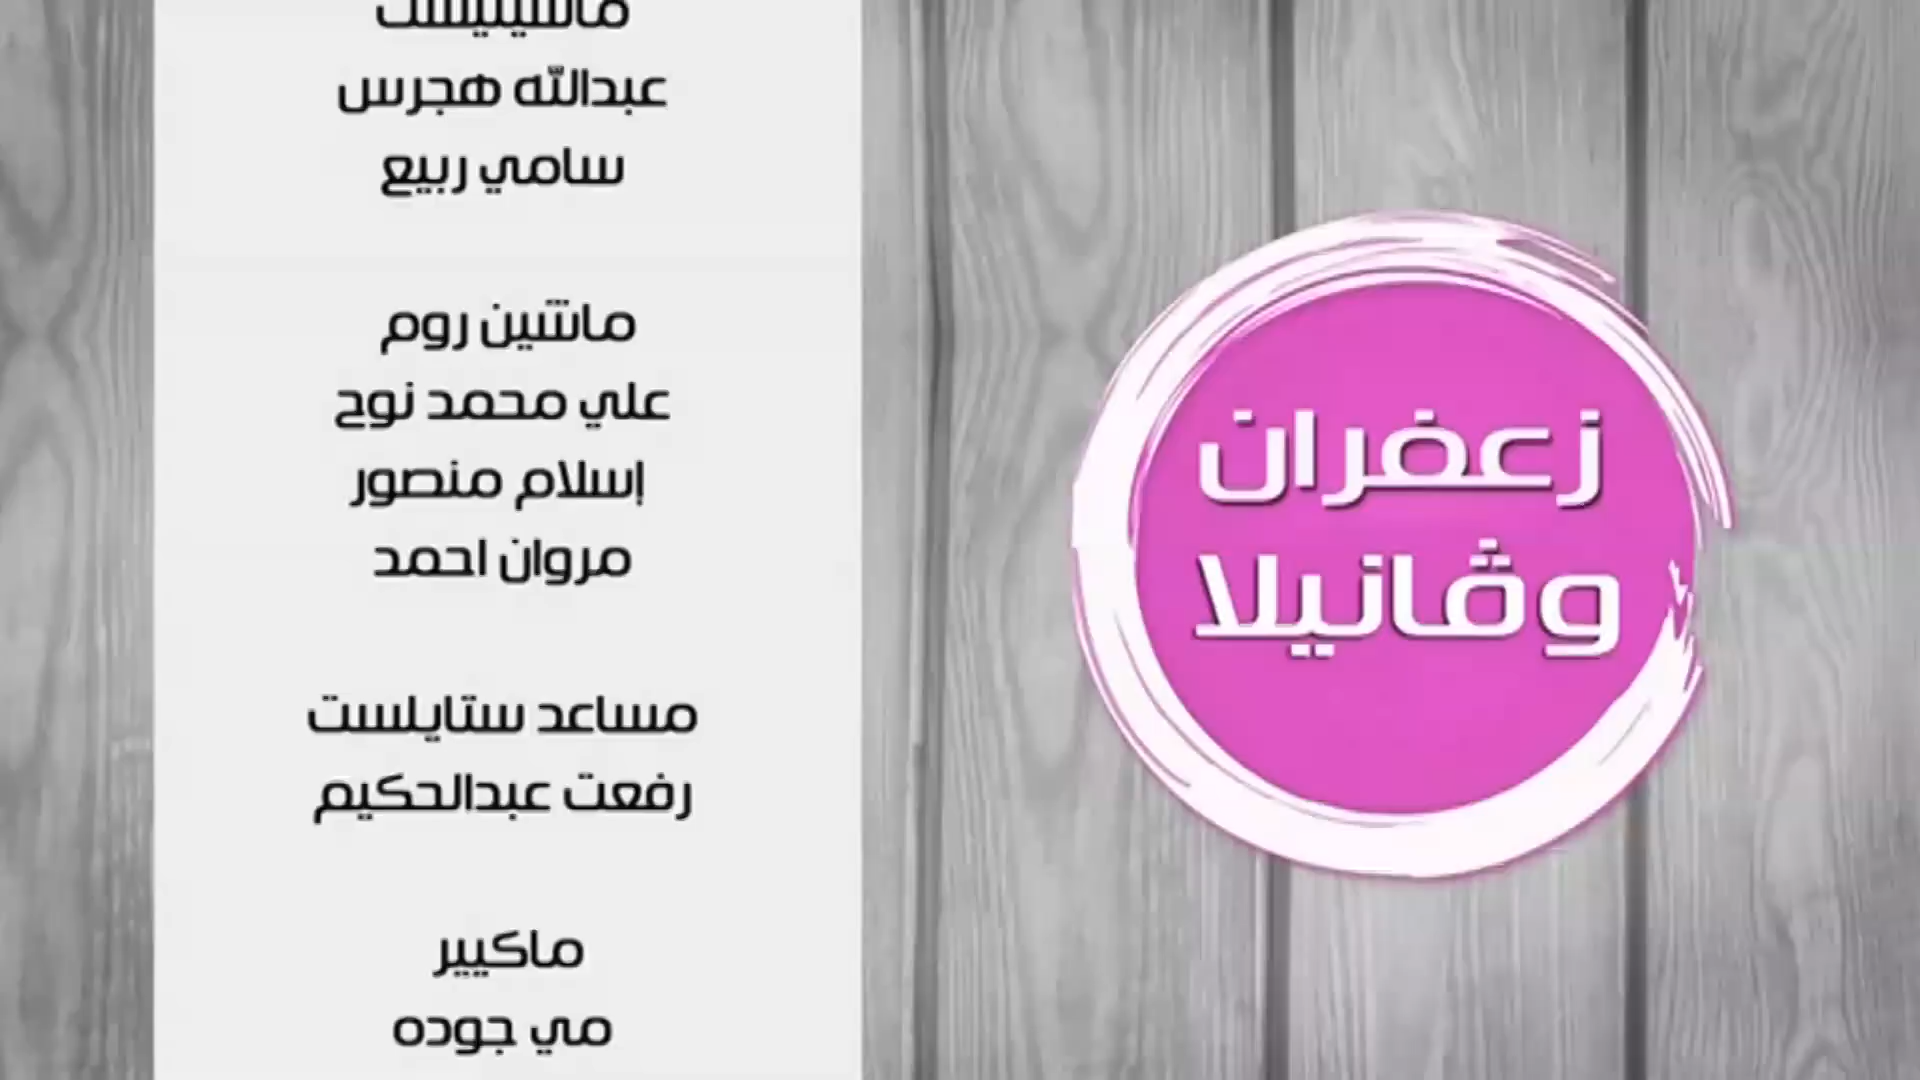 ماشينيست
عبدالله هجرس
سامي ربيع
ماشين روم
علي محمد نوح
إسلام منصور
مروان احمد
مساعد ستايلست
رفعت عبدالحكيم
ماكيير
مي جوده
زعفران
وڤانيلا